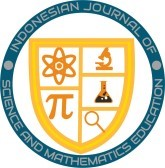 INDONESIAN JOURNAL OF
SCIENCE AND MATHEMATICS EDUCATION
π